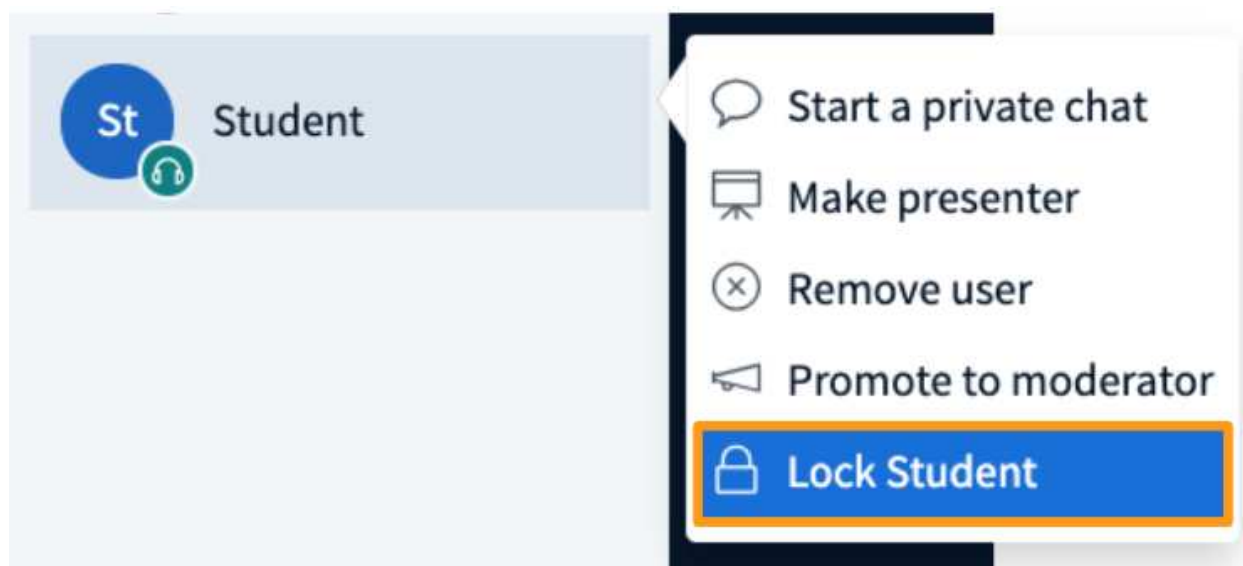 St
Student
Start a private chat
Make presenter
Remove user
Promote to moderator
Lock Student